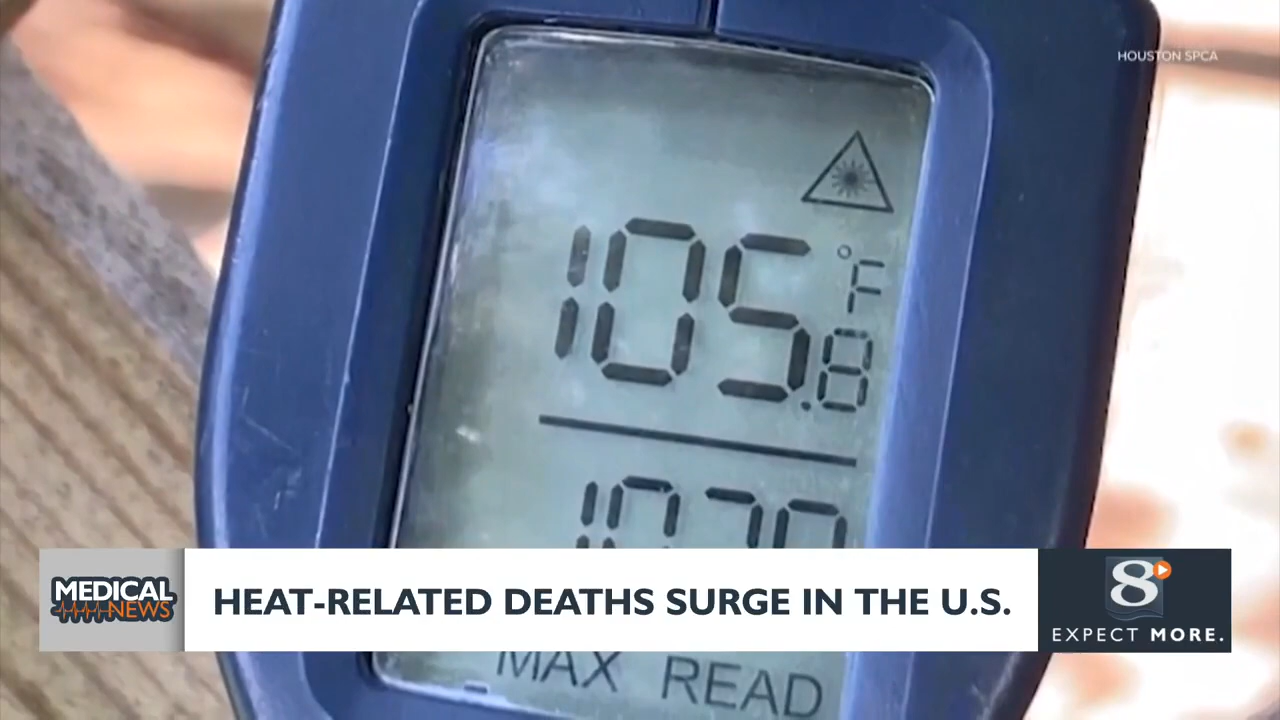 HOUSTON SPCA
105.8 °F
MAX READ
MEDICAL
NEWS
HEAT-RELATED DEATHS SURGE IN THE U.S.
8
EXPECT MORE.